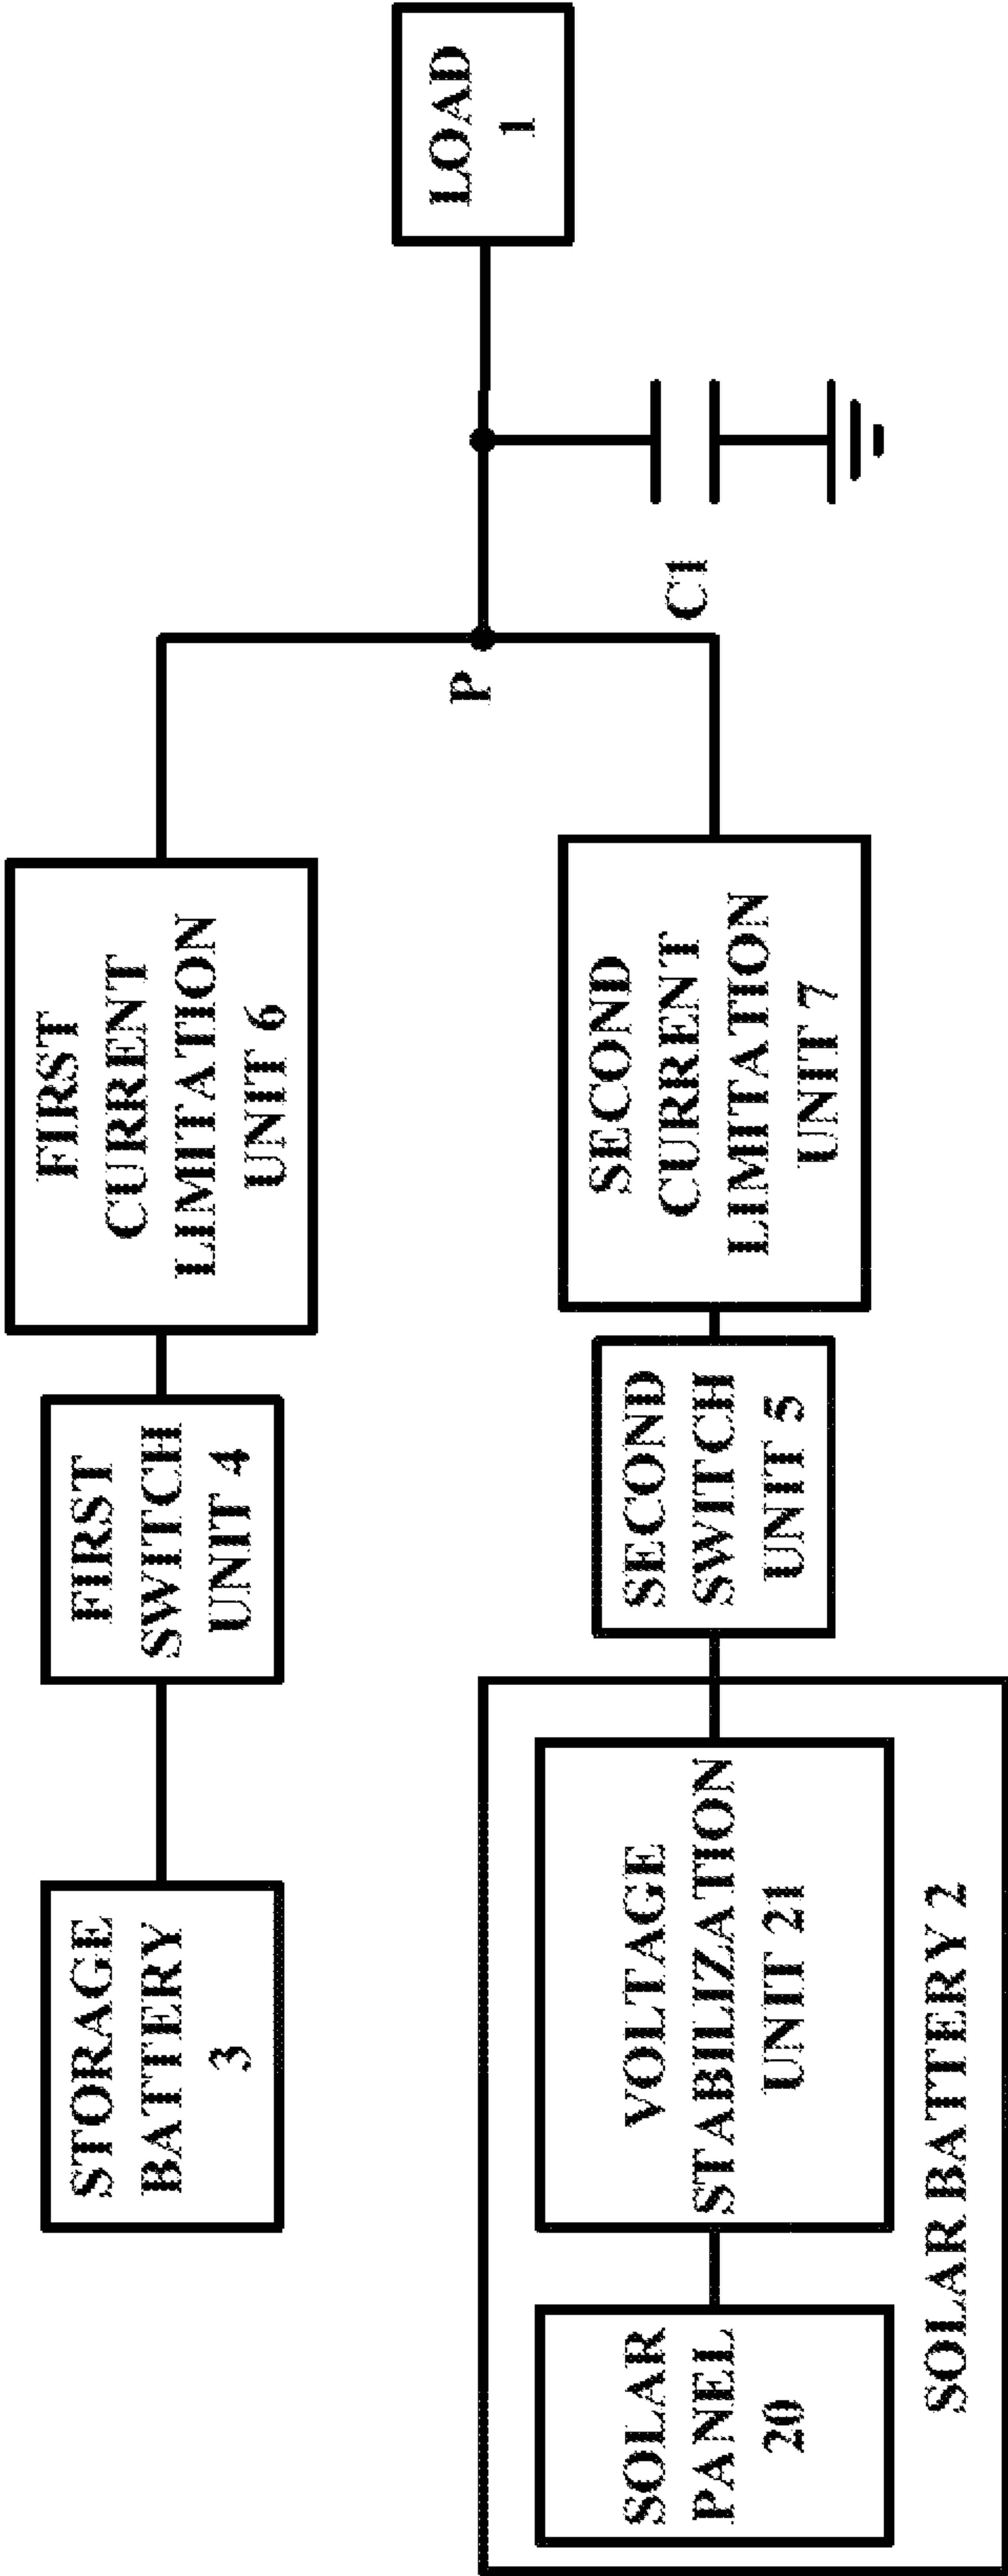 STORAGE
BATTERY
3
FIRST
SWITCH
UNIT 4
FIRST
CURRENT
LIMITATION
UNIT 6
P
C1
LOAD
1
SOLAR
PANEL
20
VOLTAGE
STABILIZATION
UNIT 21
SOLAR BATTERY 2
SECOND
SWITCH
UNIT 5
SECOND
CURRENT
LIMITATION
UNIT 7